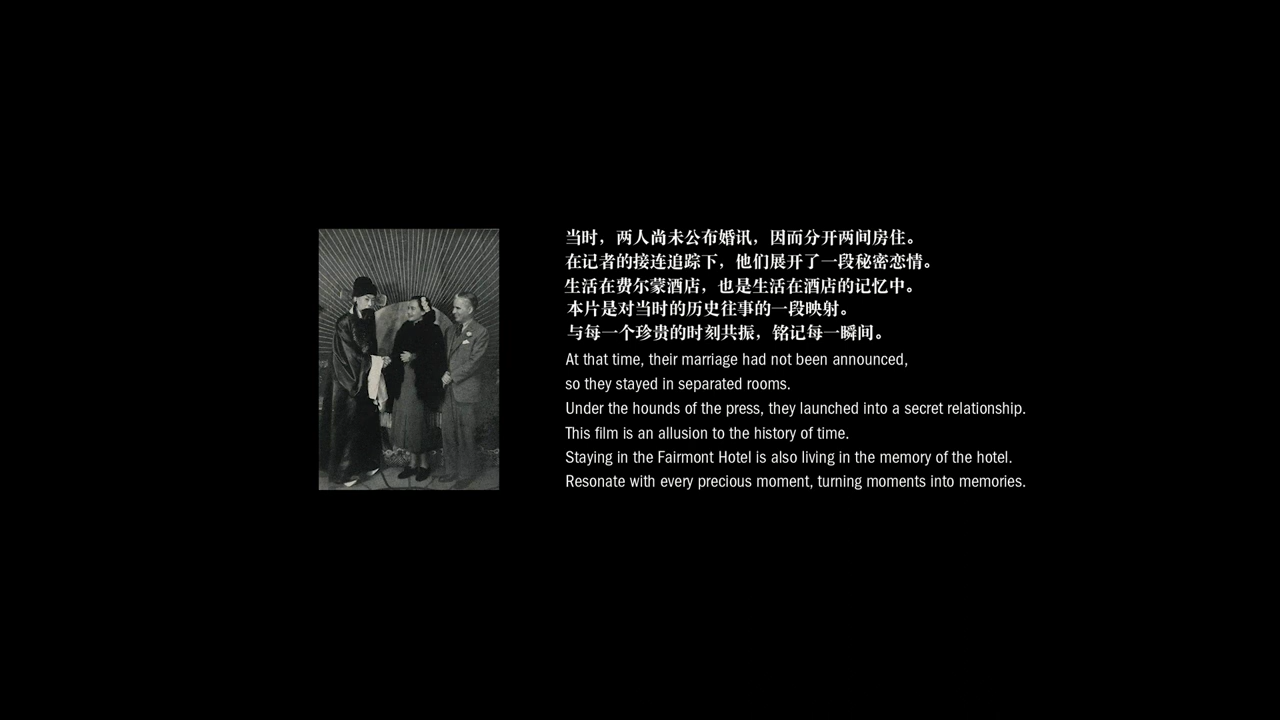 当时，两人尚未公布婚讯，因而分开两间房住。
在记者的接连追踪下，他们展开了一段秘密恋情。
生活在费尔蒙酒店，也是生活在酒店的记忆中。
本片是对当时的历史往事的一段映射。
与每一个珍贵的时刻共振，铭记每一瞬间。
At that time, their marriage had not been announced,
so they stayed in separated rooms.
Under the hounds of the press, they launched into a secret relationship.
This film is an allusion to the history of time.
Staying in the Fairmont Hotel is also living in the memory of the hotel.
Resonate with every precious moment, turning moments into memories.